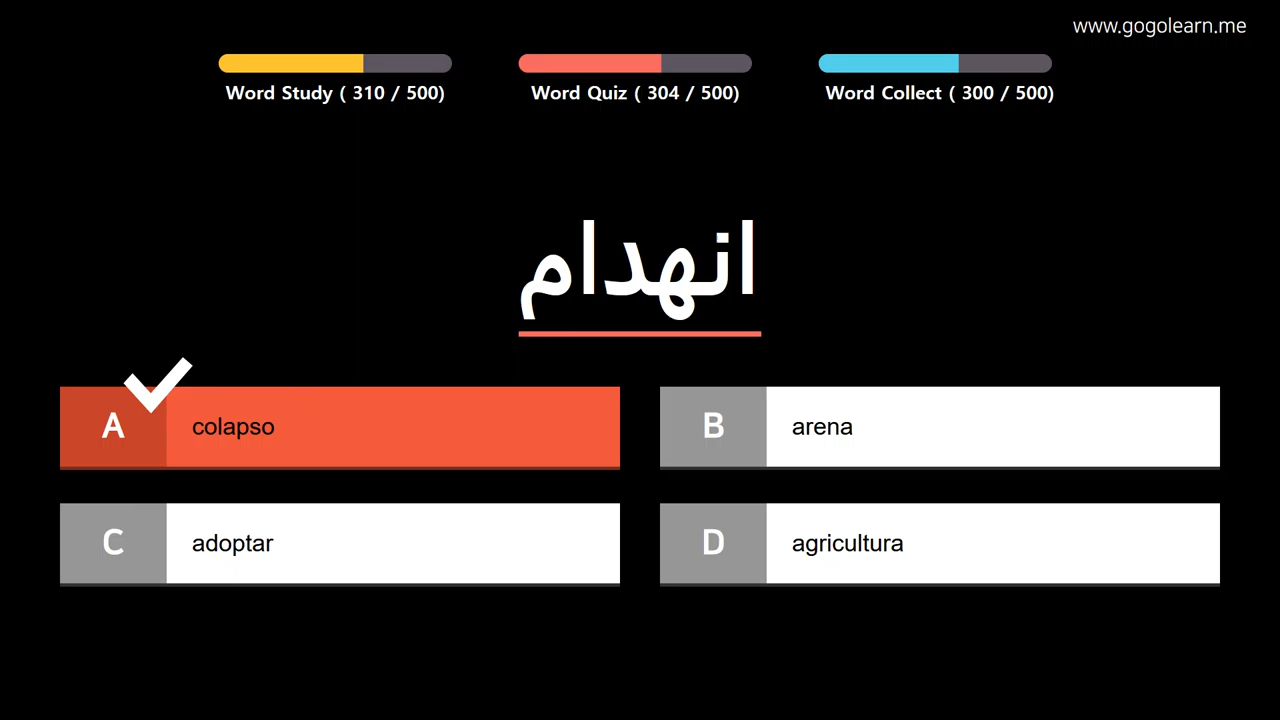 www.gogolearn.me
Word Study ( 310 / 500)
Word Quiz ( 304 / 500)
Word Collect ( 300 / 500)
انهدام
A colapso
B arena
C adoptar
D agricultura